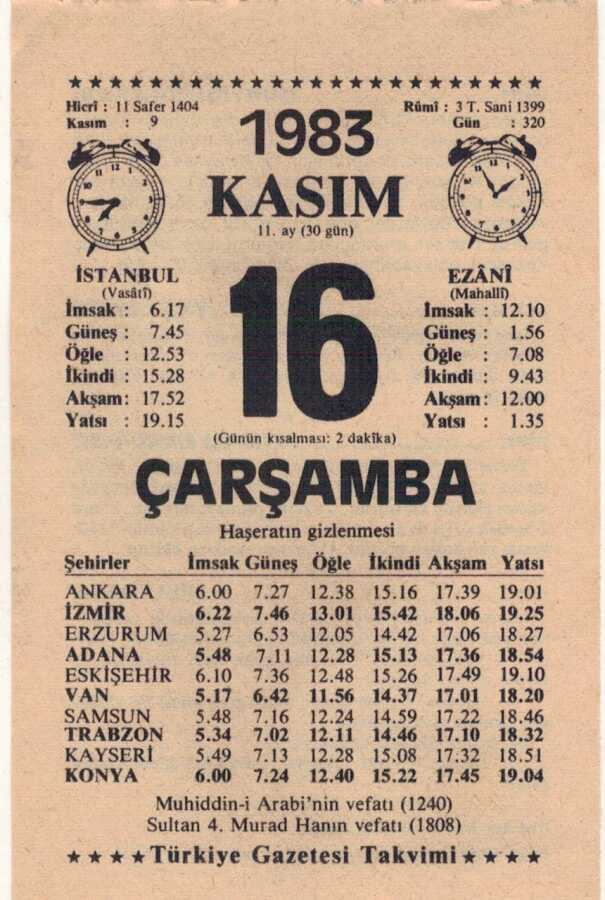 ★★★★★★★★★★★★★★★★★★★★★★★★
Hicrî : 11 Safer 1404
Kasım : 9
1983
Rûmî : 3 T. Sani 1399
Gün : 320
KASIM
11. ay (30 gün)
16
(Günün kısalması: 2 dakîka)
İSTANBUL
(Vasâtî)
İmsak : 6.17
Güneş : 7.45
Öğle : 12.53
İkindi : 15.28
Akşam: 17.52
Yatsı : 19.15
EZÂNÎ
(Mahallî)
İmsak : 12.10
Güneş : 1.56
Öğle : 7.08
İkindi : 9.43
Akşam: 12.00
Yatsı : 1.35
ÇARŞAMBA
Haşeratın gizlenmesi
Şehirler İmsak Güneş Öğle İkindi Akşam Yatsı
ANKARA 6.00 7.27 12.38 15.16 17.39 19.01
İZMİR 6.22 7.46 13.01 15.42 18.06 19.25
ERZURUM 5.27 6.53 12.05 14.42 17.06 18.27
ADANA 5.48 7.11 12.28 15.13 17.36 18.54
ESKİŞEHİR 6.10 7.36 12.48 15.26 17.49 19.10
VAN 5.17 6.42 11.56 14.37 17.01 18.20
SAMSUN 5.48 7.16 12.24 14.59 17.22 18.46
TRABZON 5.34 7.02 12.11 14.46 17.10 18.32
KAYSERİ 5.49 7.13 12.28 15.08 17.32 18.51
KONYA 6.00 7.24 12.40 15.22 17.45 19.04
Muhiddin-i Arabi'nin vefatı (1240)
Sultan 4. Murad Hanın vefatı (1808)
★★★★Türkiye Gazetesi Takvimi★★★★